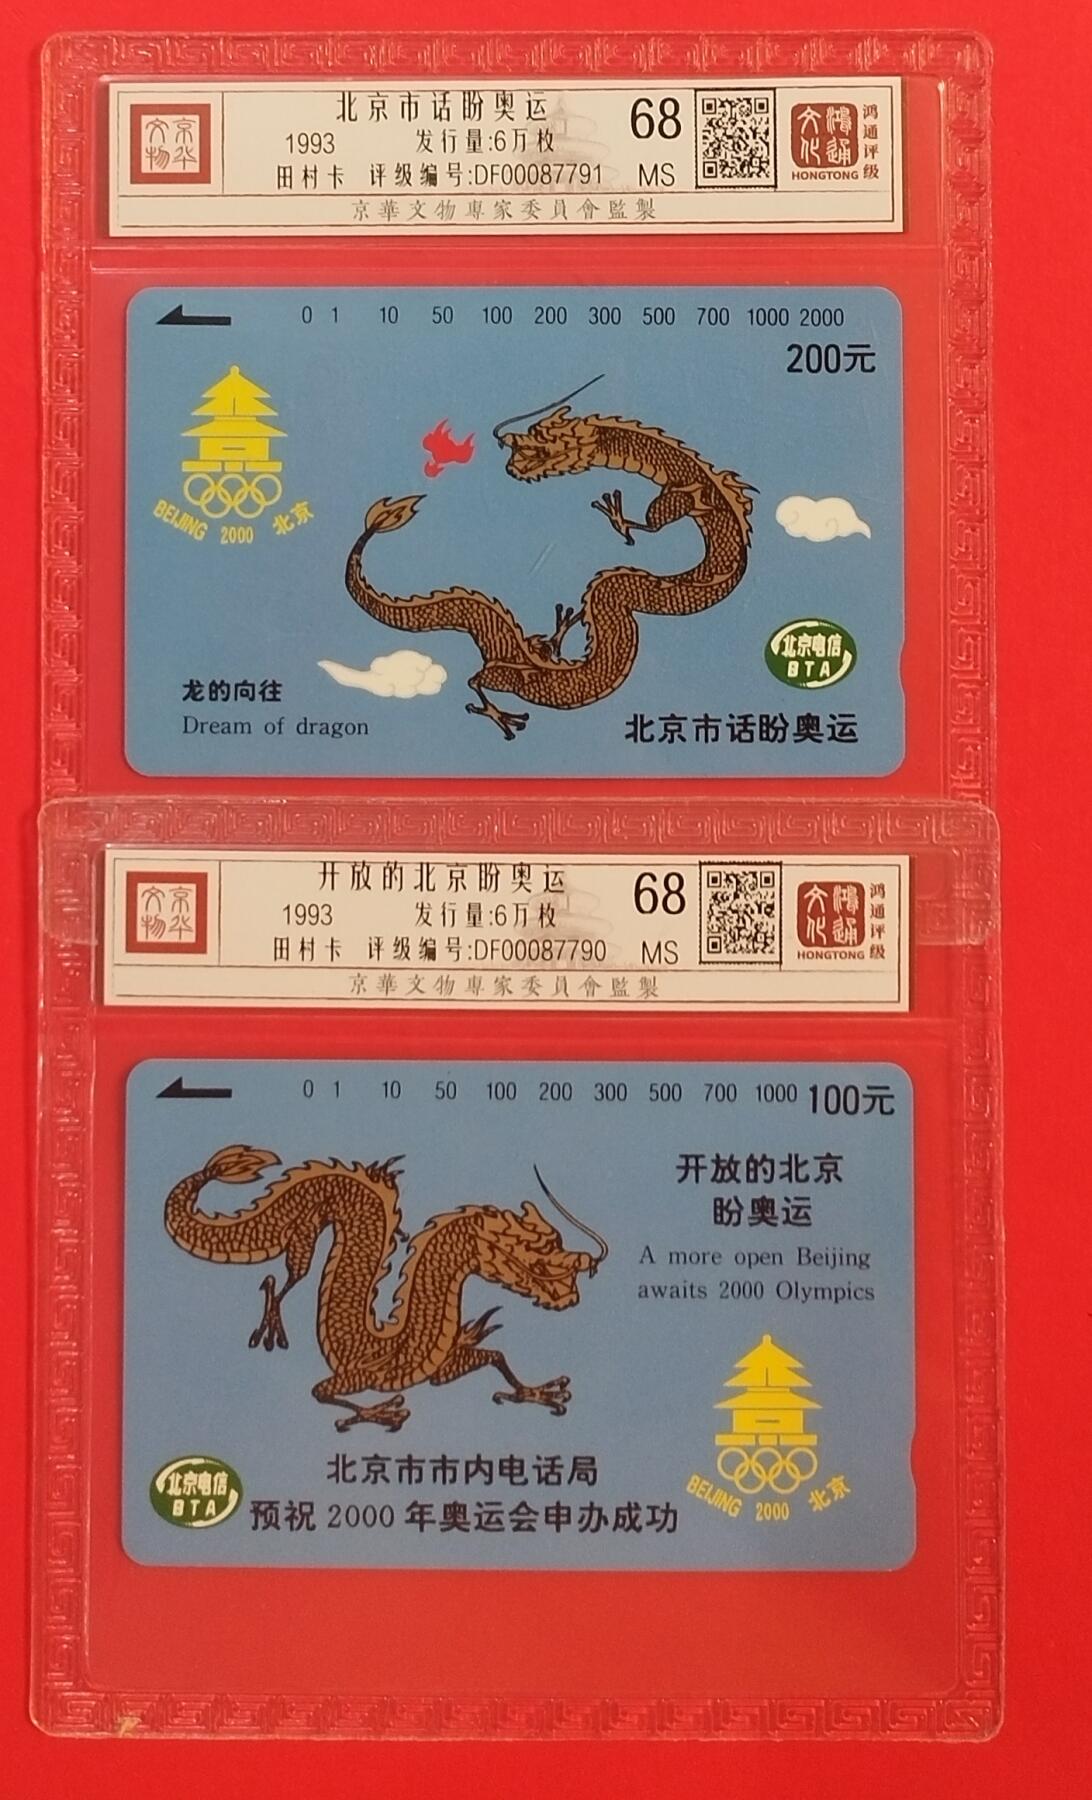 北京市话盼奥运
1993 发行量:6万枚
田村卡 评级编号:DF00087791
68
MS
京華文物專家委員會監製
京华文物
鸿通文化
HONGTONG
鸿通评级
0 1 10 50 100 200 300 500 700 1000 2000
200元
BEIJING 2000 北京
北京电信
BTA
龙的向往
Dream of dragon
北京市话盼奥运
开放的北京盼奥运
1993 发行量:6万枚
田村卡 评级编号:DF00087790
68
MS
京華文物專家委員會監製
京华文物
鸿通文化
HONGTONG
鸿通评级
0 1 10 50 100 200 300 500 700 1000
100元
开放的北京
盼奥运
A more open Beijing
awaits 2000 Olympics
BEIJING 2000 北京
北京电信
BTA
北京市市内电话局
预祝 2000 年奥运会申办成功